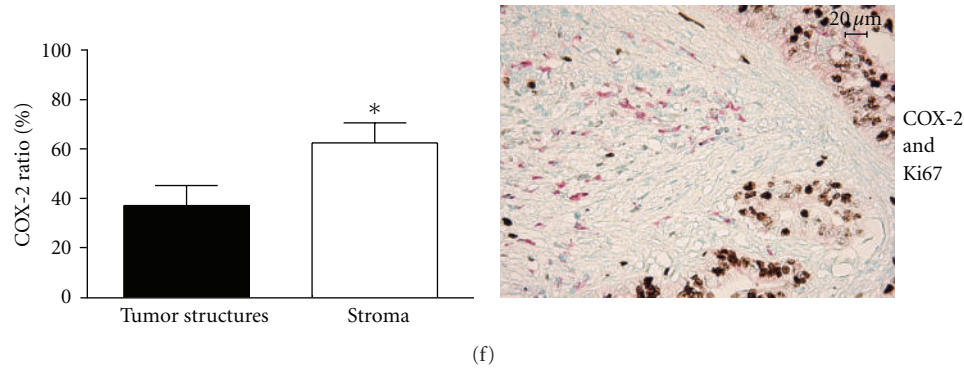 COX-2 ratio (%)
100
80
60
40
20
0
*
Tumor structures
Stroma
20 µm
COX-2
and
Ki67
(f)